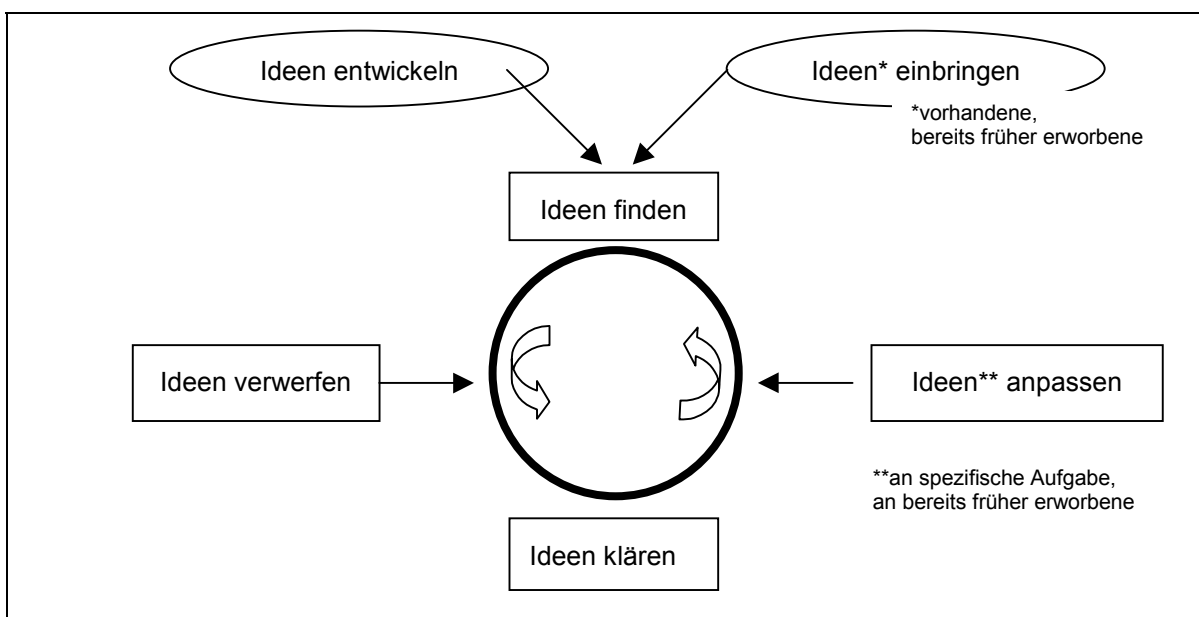 Ideen entwickeln
Ideen* einbringen
*vorhandene,
bereits früher erworbene
Ideen finden
Ideen verwerfen
Ideen** anpassen
**an spezifische Aufgabe,
an bereits früher erworbene
Ideen klären